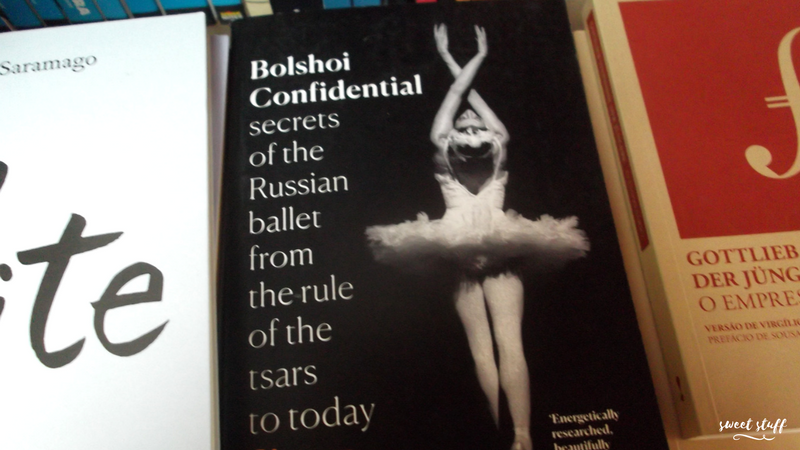 Saramago
ite
Bolshoi
Confidential
secrets
of the
Russian
ballet
from
the rule
of the
tsars
to today
'Energetically
researched,
beautifully
f
GOTTLIEB
DER JÜNG
O EMPRES
VERSÃO DE VIRGÍLI
PREFÁCIO DE SOUSA
sweet stuff